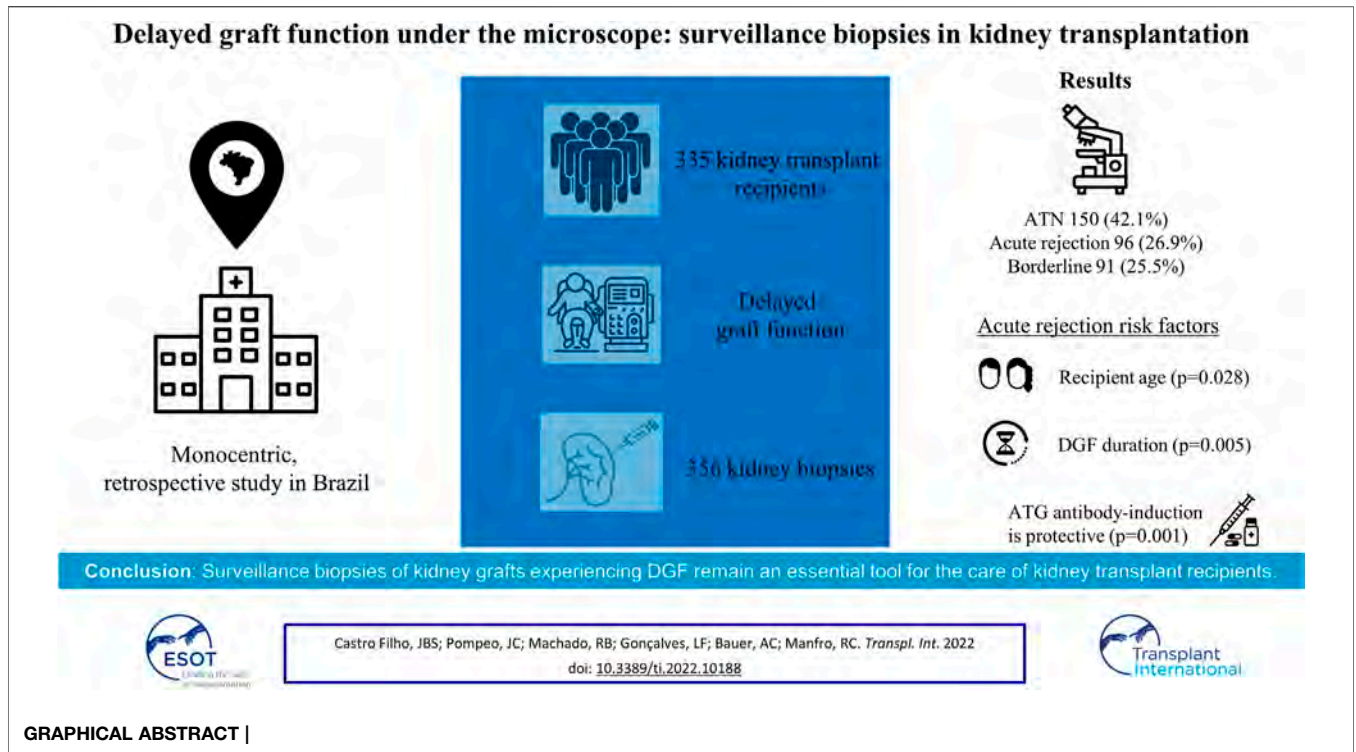 Delayed graft function under the microscope: surveillance biopsies in kidney transplantation
335 kidney transplant
recipients
Delayed
graft function
356 kidney biopsies
Monocentric,
retrospective study in Brazil
Results
ATN 150 (42.1%)
Acute rejection 96 (26.9%)
Borderline 91 (25.5%)
Acute rejection risk factors
Recipient age (p=0.028)
DGF duration (p=0.005)
ATG antibody-induction
is protective (p=0.001)
Conclusion: Surveillance biopsies of kidney grafts experiencing DGF remain an essential tool for the care of kidney transplant recipients.
ESOT
Castro Filho, JBS; Pompeo, JC; Machado, RB; Gonçalves, LF; Bauer, AC; Manfro, RC. Transpl. Int. 2022
doi: 10.3389/ti.2022.10188
Transplant
International
GRAPHICAL ABSTRACT |